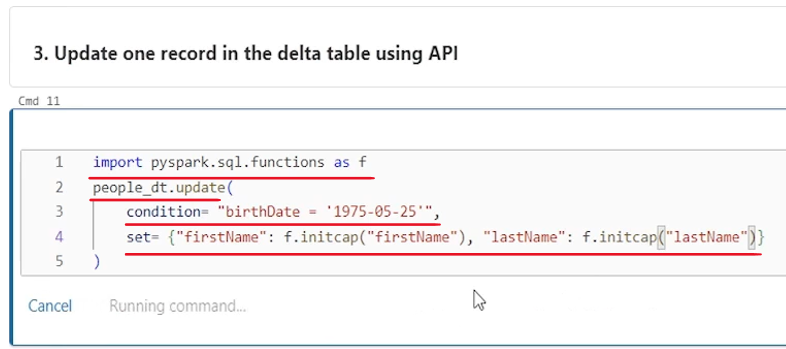 3. Update one record in the delta table using API
Cmd 11
1 import pyspark.sql.functions as f
2 people_dt.update(
3 condition= "birthDate = '1975-05-25'",
4 set= {"firstName": f.initcap("firstName"), "lastName": f.initcap("lastName")}
5 )
Cancel Running command...